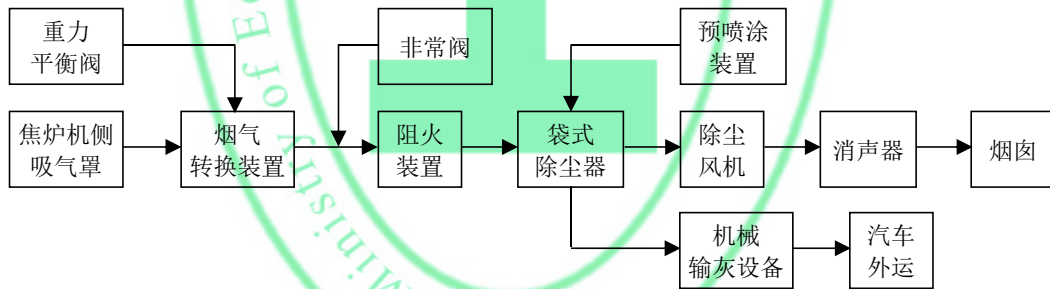 重力
平衡阀
非常阀
预喷涂
装置
焦炉机侧
吸气罩
烟气
转换装置
阻火
装置
袋式
除尘器
除尘
风机
消声器
烟囱
机械
输灰设备
汽车
外运
Ministry of E